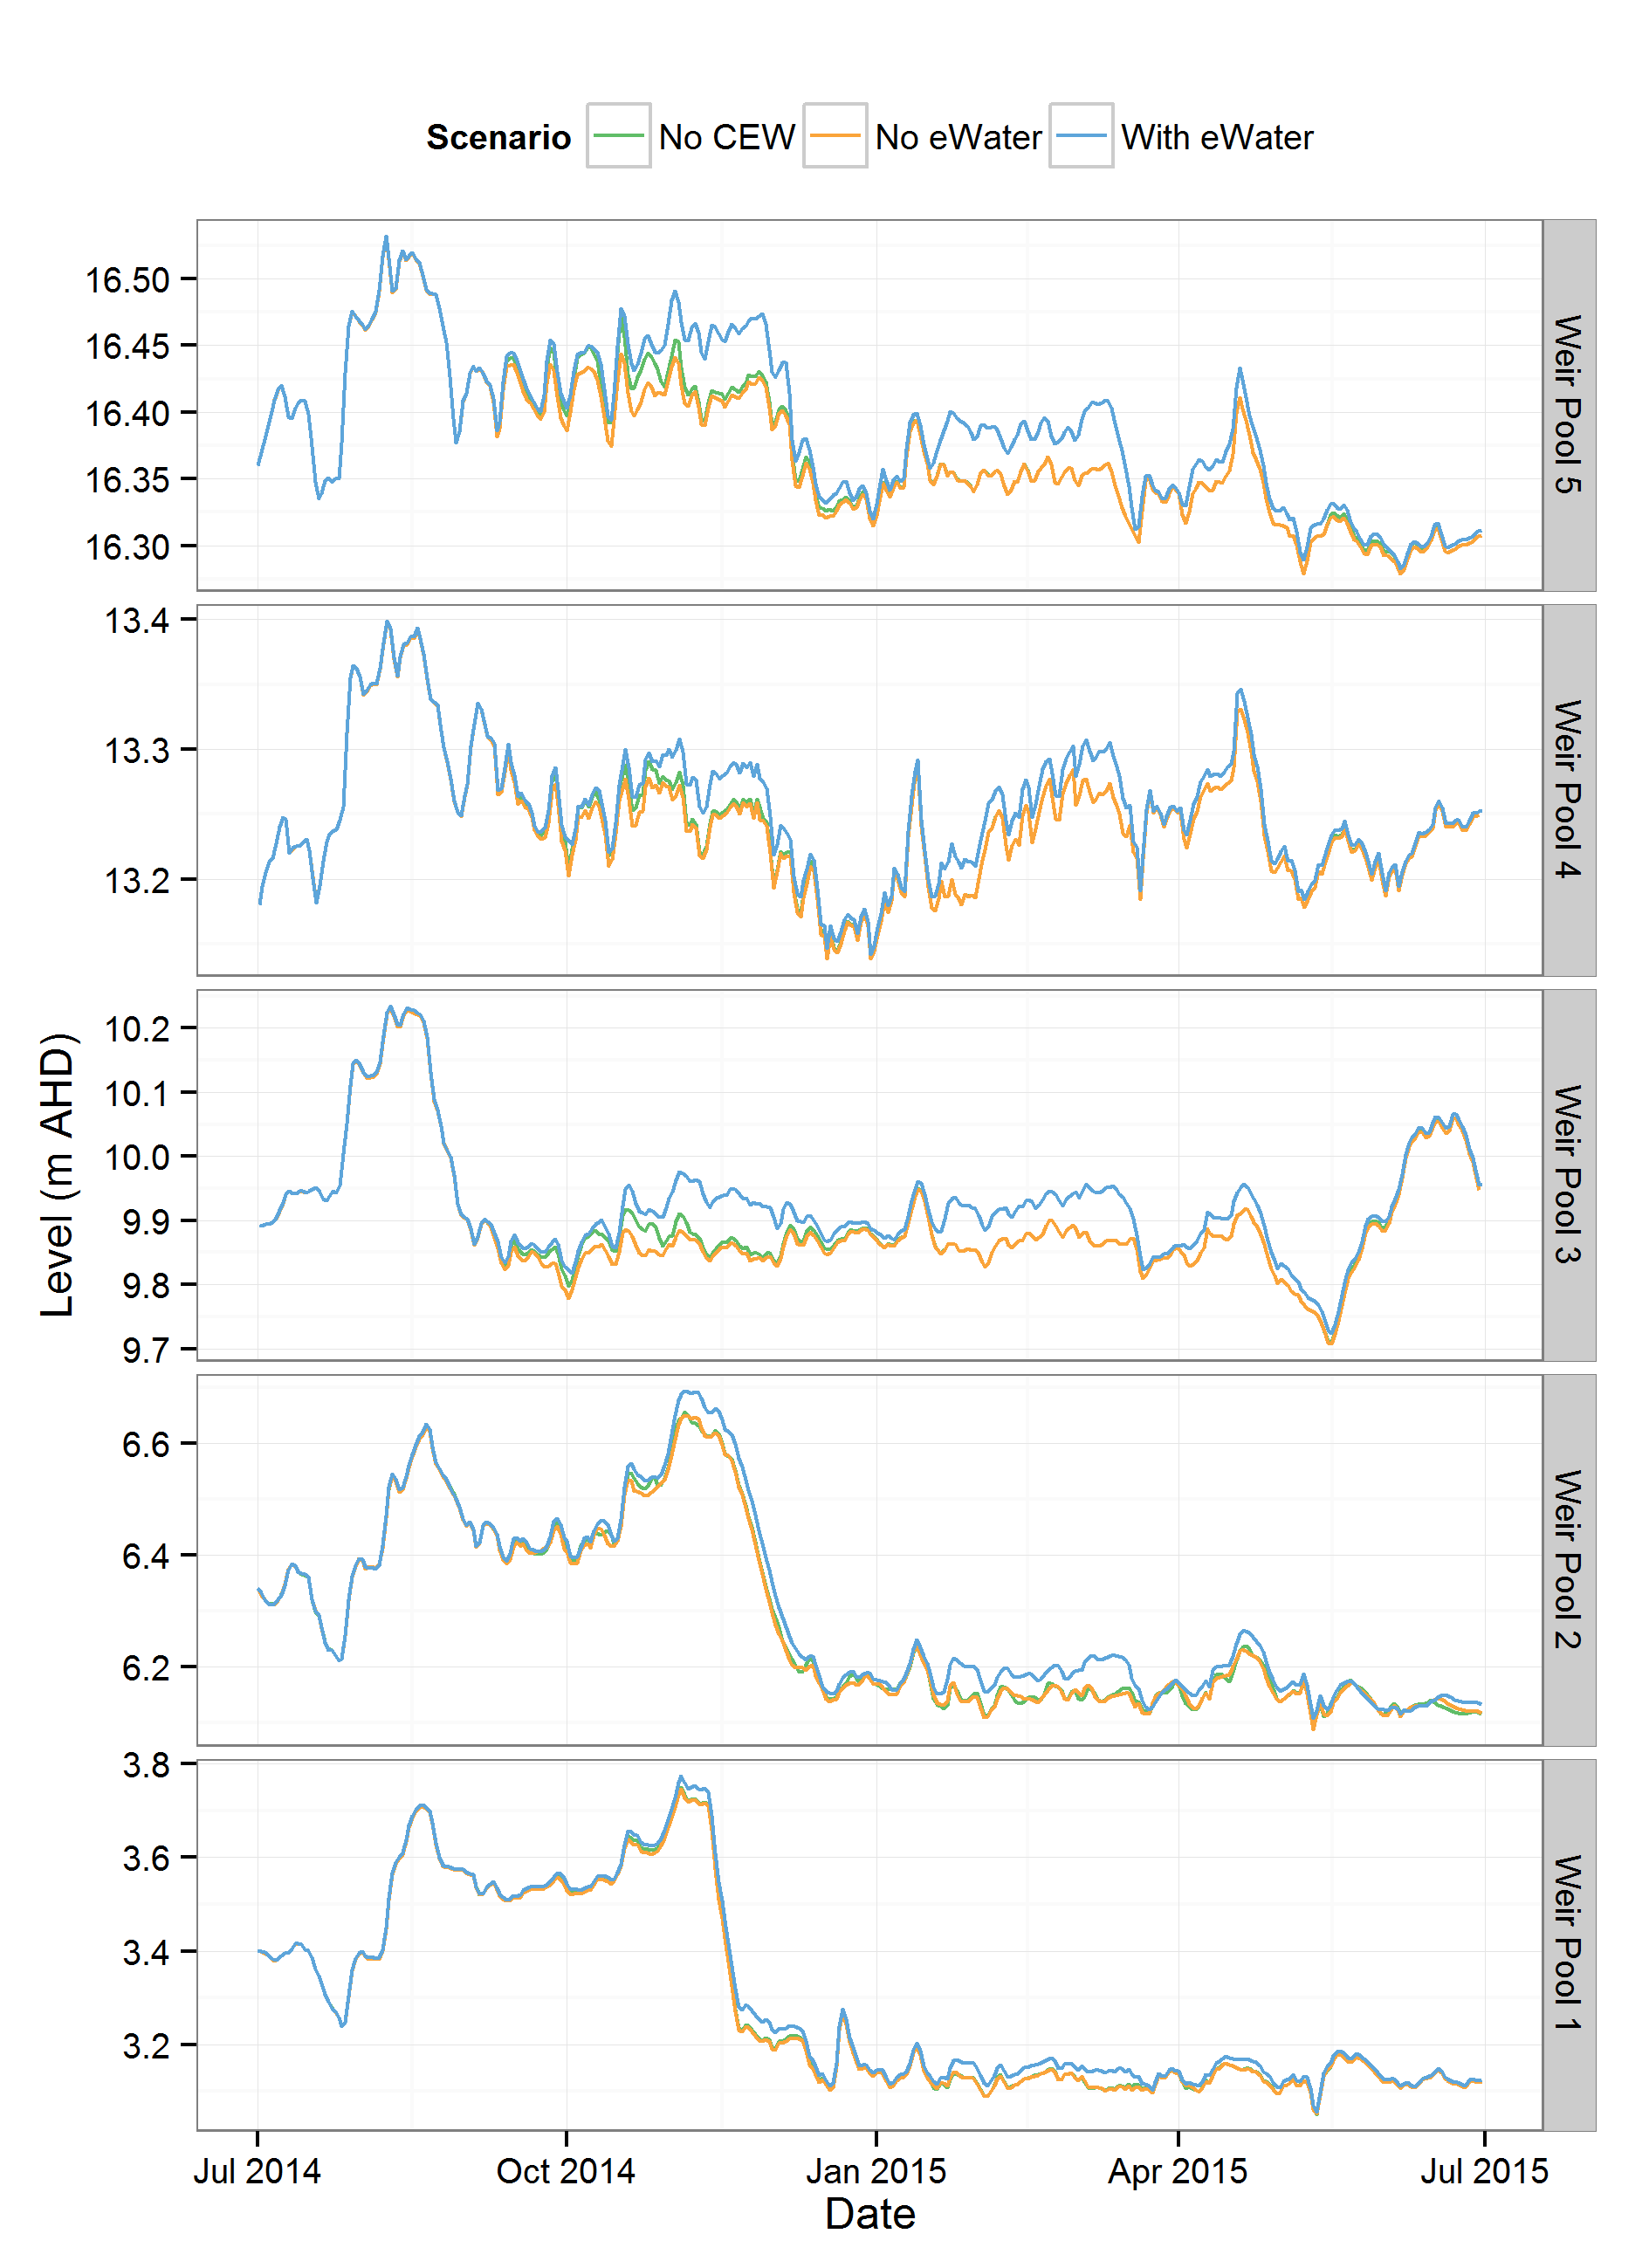 Scenario No CEW No eWater With eWater
16.50
16.45
16.40
16.35
16.30
Weir Pool 5
13.4
13.3
13.2
Weir Pool 4
10.2
10.1
10.0
9.9
9.8
9.7
Weir Pool 3
6.6
6.4
6.2
Weir Pool 2
3.8
3.6
3.4
3.2
Weir Pool 1
Level (m AHD)
Jul 2014 Oct 2014 Jan 2015 Apr 2015 Jul 2015
Date